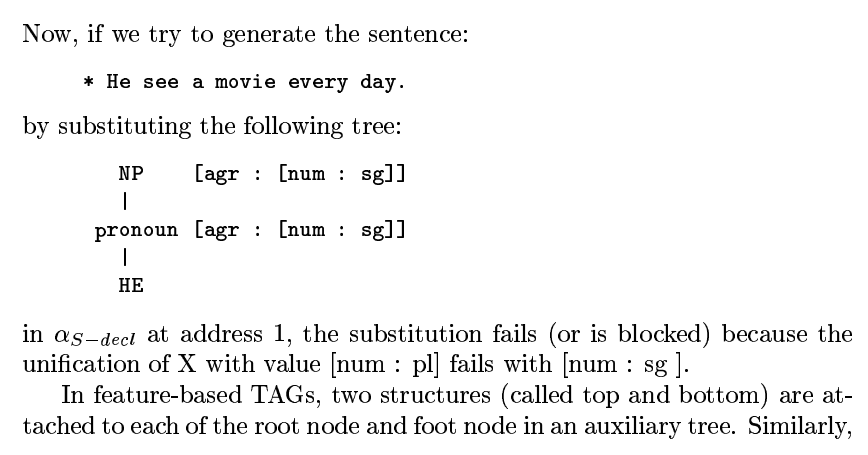 Now, if we try to generate the sentence:
* He see a movie every day.
by substituting the following tree:
NP [agr : [num : sg]]
|
pronoun [agr : [num : sg]]
|
HE
in α_{S−decl} at address 1, the substitution fails (or is blocked) because the
unification of X with value [num : pl] fails with [num : sg ].
In feature-based TAGs, two structures (called top and bottom) are at-
tached to each of the root node and foot node in an auxiliary tree. Similarly,